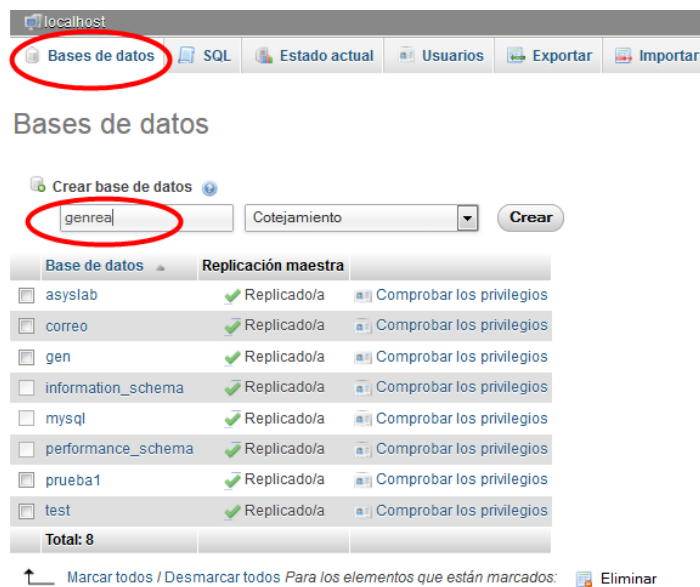 localhost
Bases de datos SQL Estado actual Usuarios Exportar Importar
Bases de datos
Crear base de datos
genrea Cotejamiento Crear
Base de datos Replicación maestra
asyslab Replicado/a Comprobar los privilegios
correo Replicado/a Comprobar los privilegios
gen Replicado/a Comprobar los privilegios
information_schema Replicado/a Comprobar los privilegios
mysql Replicado/a Comprobar los privilegios
performance_schema Replicado/a Comprobar los privilegios
prueba1 Replicado/a Comprobar los privilegios
test Replicado/a Comprobar los privilegios
Total: 8
Marcar todos / Desmarcar todos Para los elementos que están marcados: Eliminar